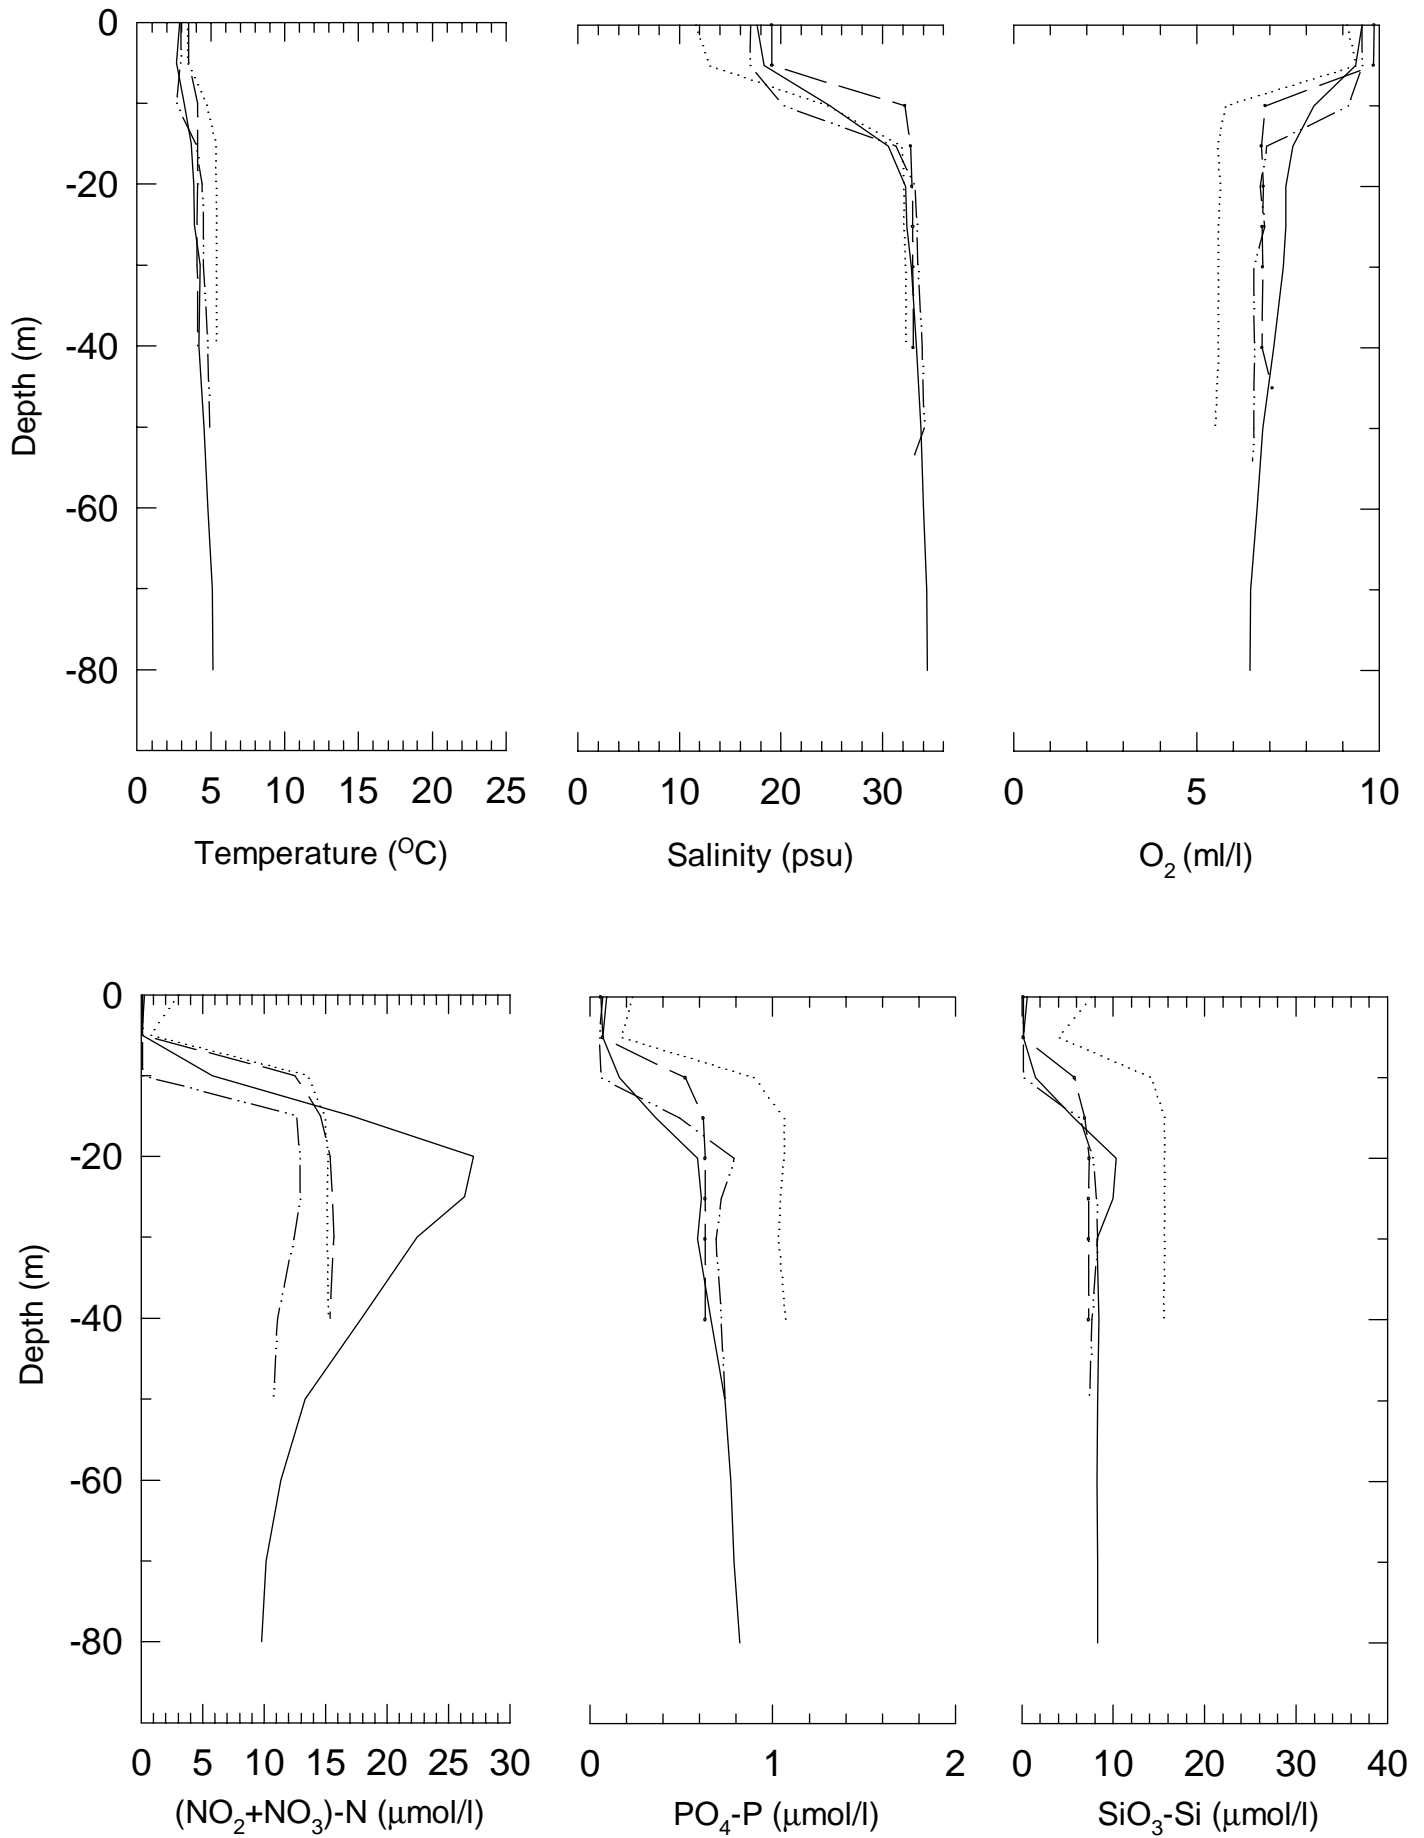 0
-20
-40
-60
-80
Depth (m)
0 5 10 15 20 25
Temperature (OC)
0 10 20 30
Salinity (psu)
0 5 10
O2 (ml/l)
0
-20
-40
-60
-80
Depth (m)
0 5 10 15 20 25 30
(NO2+NO3)-N (μmol/l)
0 1 2
PO4-P (μmol/l)
0 10 20 30 40
SiO3-Si (μmol/l)